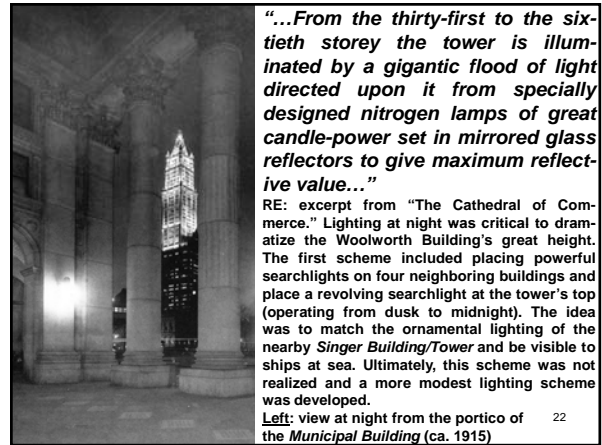 “…From the thirty-first to the six-
tieth storey the tower is illum-
inated by a gigantic flood of light
directed upon it from specially
designed nitrogen lamps of great
candle-power set in mirrored glass
reflectors to give maximum reflect-
ive value…”
RE: excerpt from “The Cathedral of Com-
merce.” Lighting at night was critical to dram-
atize the Woolworth Building’s great height.
The first scheme included placing powerful
searchlights on four neighboring buildings and
place a revolving searchlight at the tower’s top
(operating from dusk to midnight). The idea
was to match the ornamental lighting of the
nearby Singer Building/Tower and be visible to
ships at sea. Ultimately, this scheme was not
realized and a more modest lighting scheme
was developed.
Left: view at night from the portico of
the Municipal Building (ca. 1915)
22